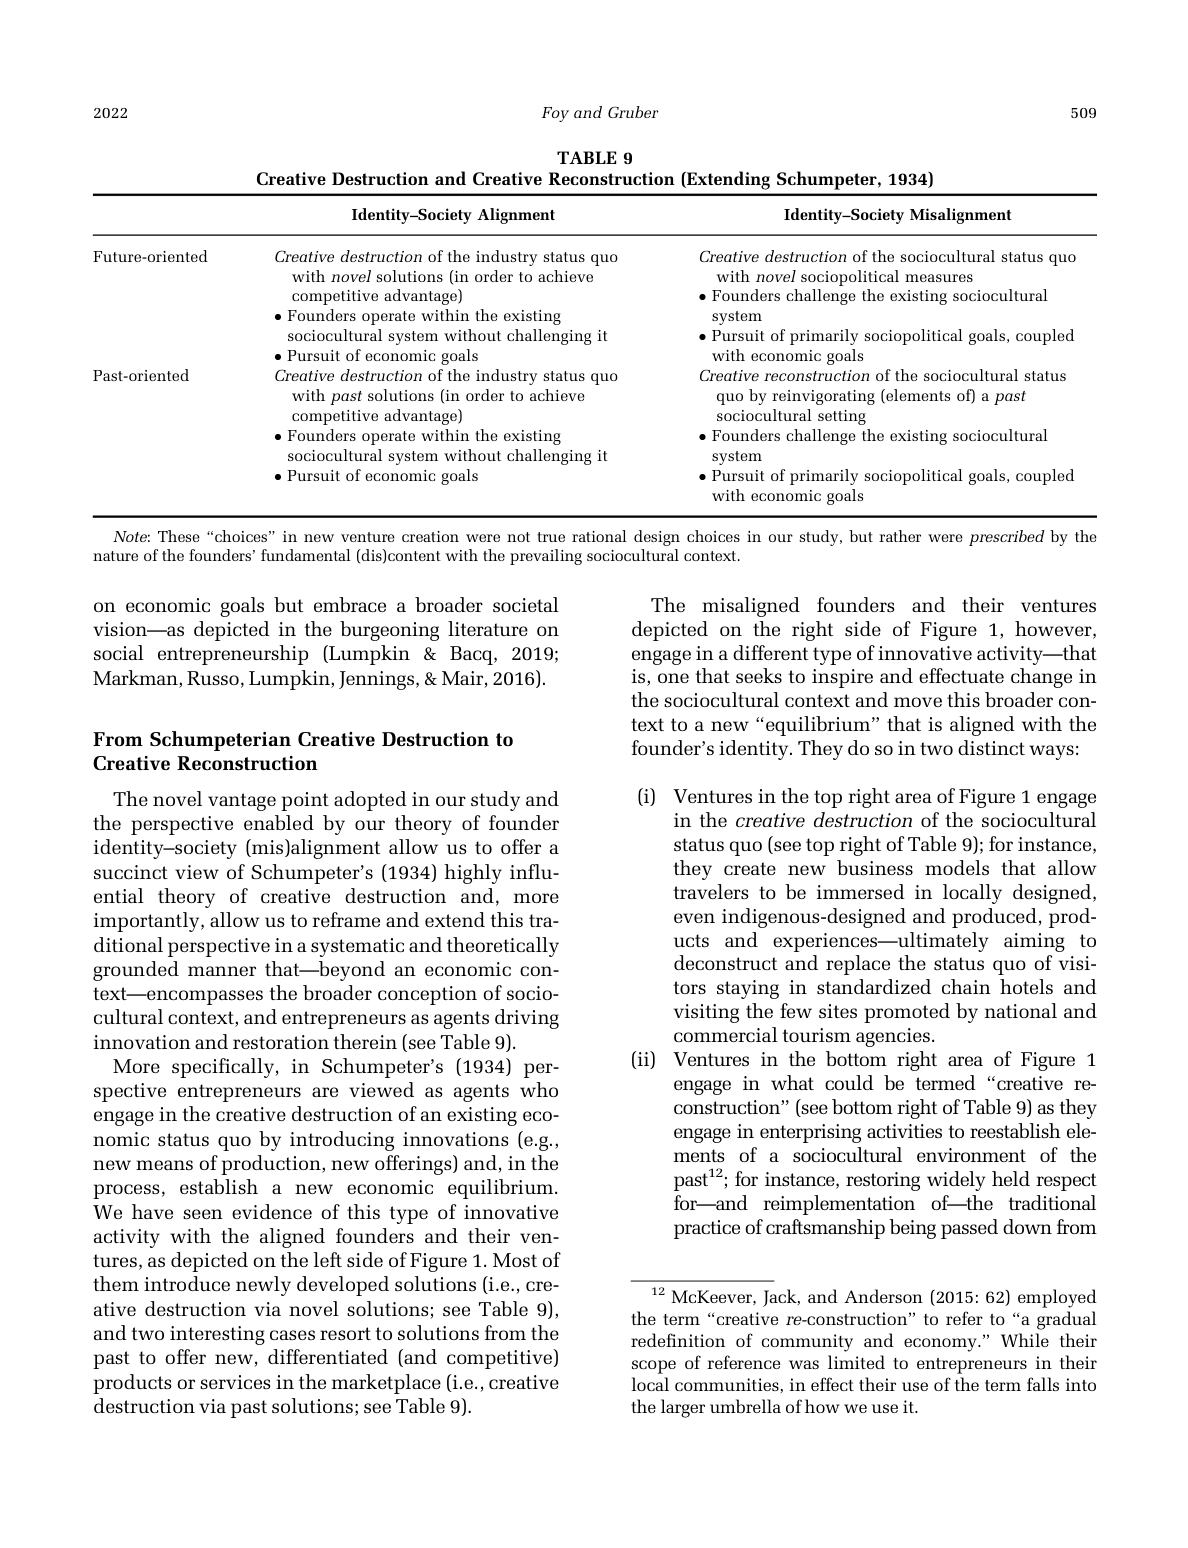 2022
Foy and Gruber
509
TABLE 9
Creative Destruction and Creative Reconstruction (Extending Schumpeter, 1934)
Identity–Society Alignment
Identity–Society Misalignment
Future-oriented
Creative destruction of the industry status quo
with novel solutions (in order to achieve
competitive advantage)
• Founders operate within the existing
sociocultural system without challenging it
• Pursuit of economic goals
Creative destruction of the sociocultural status quo
with novel sociopolitical measures
• Founders challenge the existing sociocultural
system
• Pursuit of primarily sociopolitical goals, coupled
with economic goals
Past-oriented
Creative destruction of the industry status quo
with past solutions (in order to achieve
competitive advantage)
• Founders operate within the existing
sociocultural system without challenging it
• Pursuit of economic goals
Creative reconstruction of the sociocultural status
quo by reinvigorating (elements of) a past
sociocultural setting
• Founders challenge the existing sociocultural
system
• Pursuit of primarily sociopolitical goals, coupled
with economic goals
Note: These “choices” in new venture creation were not true rational design choices in our study, but rather were prescribed by the
nature of the founders’ fundamental (dis)content with the prevailing sociocultural context.
on economic goals but embrace a broader societal
vision—as depicted in the burgeoning literature on
social entrepreneurship (Lumpkin & Bacq, 2019;
Markman, Russo, Lumpkin, Jennings, & Mair, 2016).
From Schumpeterian Creative Destruction to
Creative Reconstruction
The novel vantage point adopted in our study and
the perspective enabled by our theory of founder
identity–society (mis)alignment allow us to offer a
succinct view of Schumpeter’s (1934) highly influ-
ential theory of creative destruction and, more
importantly, allow us to reframe and extend this tra-
ditional perspective in a systematic and theoretically
grounded manner that—beyond an economic con-
text—encompasses the broader conception of socio-
cultural context, and entrepreneurs as agents driving
innovation and restoration therein (see Table 9).
More specifically, in Schumpeter’s (1934) per-
spective entrepreneurs are viewed as agents who
engage in the creative destruction of an existing eco-
nomic status quo by introducing innovations (e.g.,
new means of production, new offerings) and, in the
process, establish a new economic equilibrium.
We have seen evidence of this type of innovative
activity with the aligned founders and their ven-
tures, as depicted on the left side of Figure 1. Most of
them introduce newly developed solutions (i.e., cre-
ative destruction via novel solutions; see Table 9),
and two interesting cases resort to solutions from the
past to offer new, differentiated (and competitive)
products or services in the marketplace (i.e., creative
destruction via past solutions; see Table 9).
The misaligned founders and their ventures
depicted on the right side of Figure 1, however,
engage in a different type of innovative activity—that
is, one that seeks to inspire and effectuate change in
the sociocultural context and move this broader con-
text to a new “equilibrium” that is aligned with the
founder’s identity. They do so in two distinct ways:
(i) Ventures in the top right area of Figure 1 engage
in the creative destruction of the sociocultural
status quo (see top right of Table 9); for instance,
they create new business models that allow
travelers to be immersed in locally designed,
even indigenous-designed and produced, prod-
ucts and experiences—ultimately aiming to
deconstruct and replace the status quo of visi-
tors staying in standardized chain hotels and
visiting the few sites promoted by national and
commercial tourism agencies.
(ii) Ventures in the bottom right area of Figure 1
engage in what could be termed “creative re-
construction” (see bottom right of Table 9) as they
engage in enterprising activities to reestablish ele-
ments of a sociocultural environment of the
past12; for instance, restoring widely held respect
for—and reimplementation of—the traditional
practice of craftsmanship being passed down from
12 McKeever, Jack, and Anderson (2015: 62) employed
the term “creative re-construction” to refer to “a gradual
redefinition of community and economy.” While their
scope of reference was limited to entrepreneurs in their
local communities, in effect their use of the term falls into
the larger umbrella of how we use it.